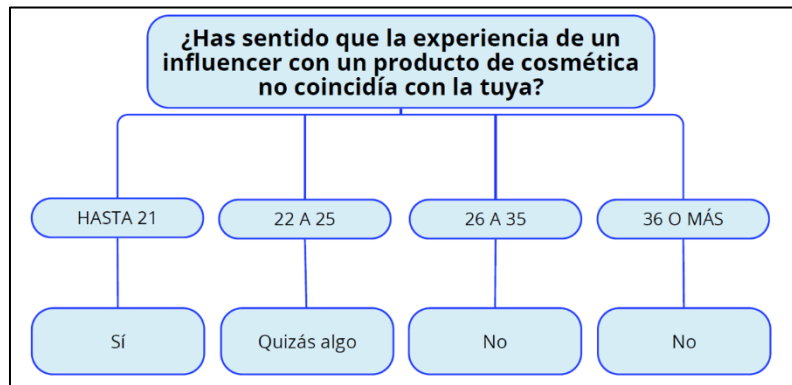 ¿Has sentido que la experiencia de un
influencer con un producto de cosmética
no coincidía con la tuya?
HASTA 21
22 A 25
26 A 35
36 O MÁS
Sí
Quizás algo
No
No